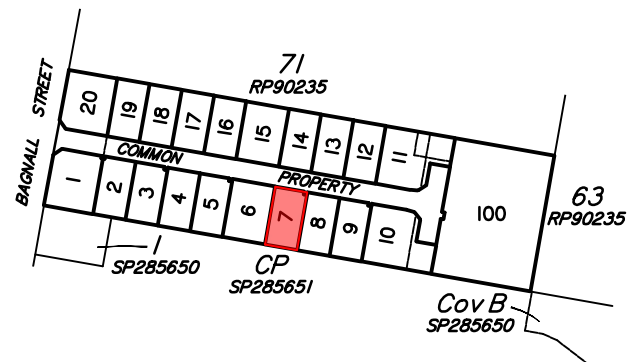 71
RP90235
BAGNALL STREET
20 19 18 17 16 15 14 13 12 11
COMMON PROPERTY
1 2 3 4 5 6 7 8 9 10
100
63
RP90235
1
SP285650
CP
SP285651
Cov B
SP285650